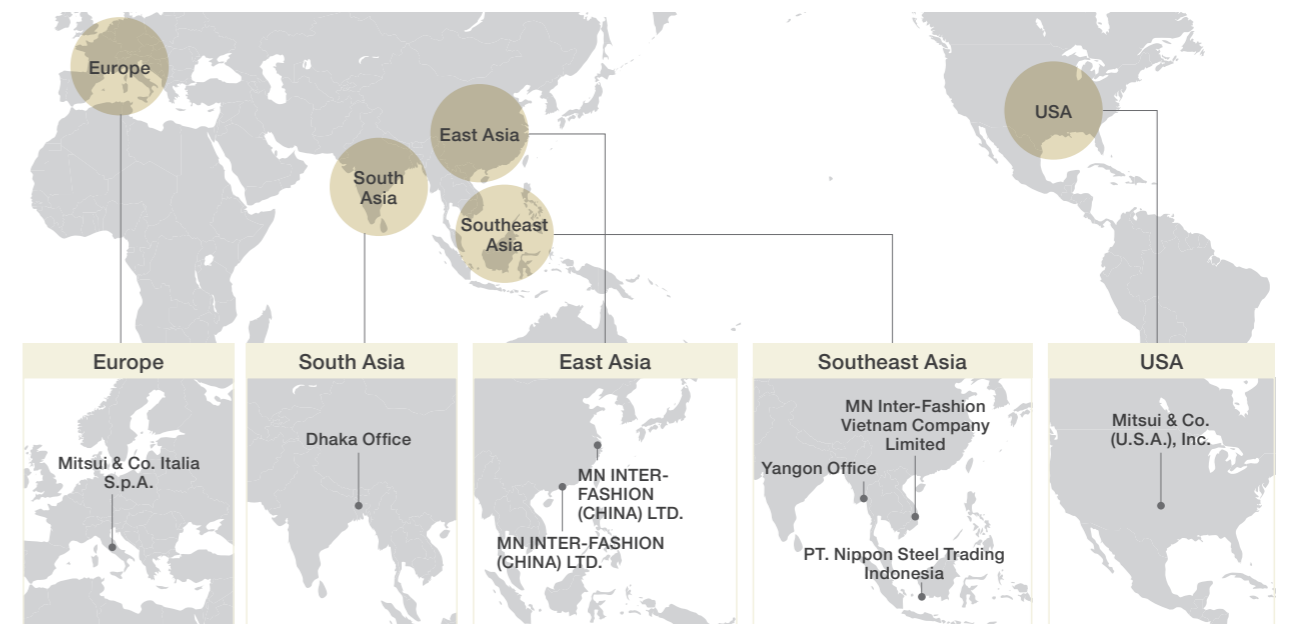 Europe
South
Asia
East Asia
Southeast
Asia
USA
Europe
Mitsui & Co. Italia
S.p.A.
South Asia
Dhaka Office
East Asia
MN INTER-
FASHION
(CHINA) LTD.
MN INTER-FASHION
(CHINA) LTD.
Southeast Asia
MN Inter-Fashion
Vietnam Company
Limited
Yangon Office
PT. Nippon Steel Trading
Indonesia
USA
Mitsui & Co.
(U.S.A.), Inc.